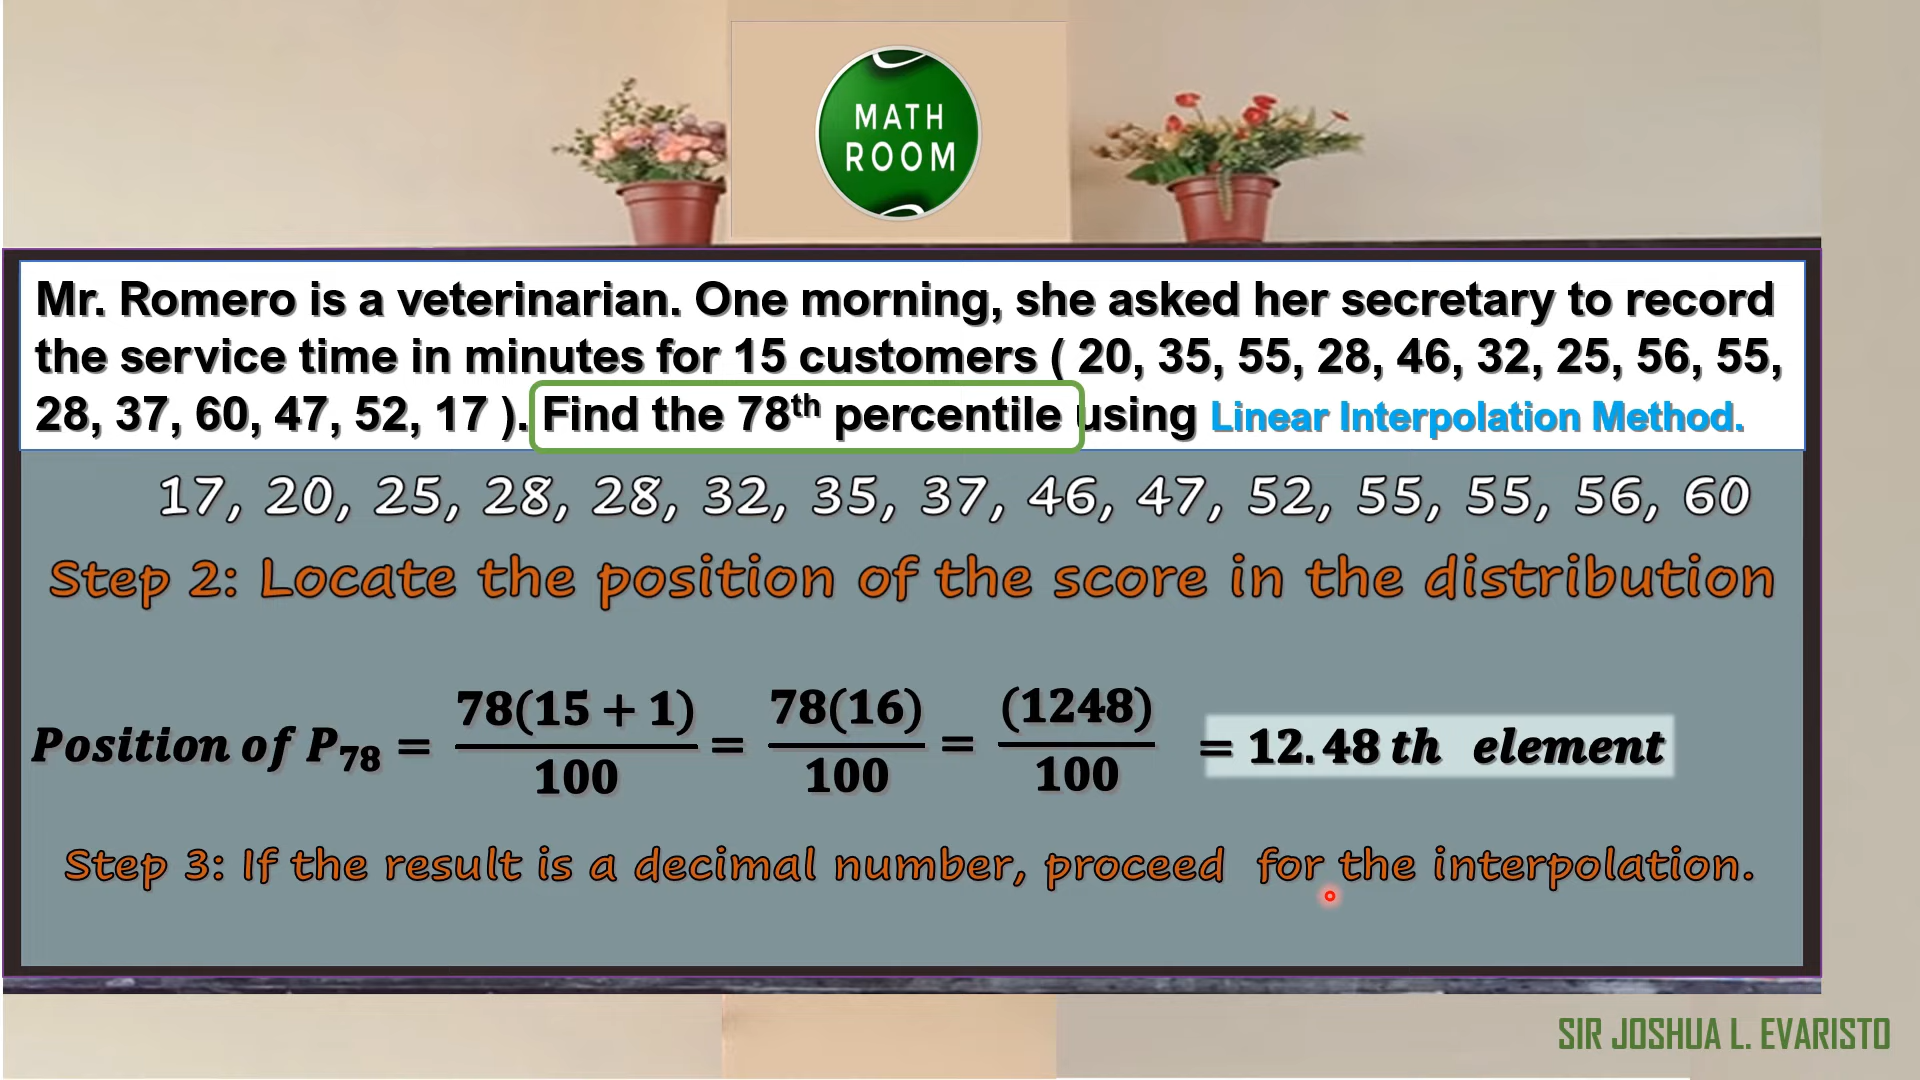 MATH
ROOM
Mr. Romero is a veterinarian. One morning, she asked her secretary to record
the service time in minutes for 15 customers ( 20, 35, 55, 28, 46, 32, 25, 56, 55,
28, 37, 60, 47, 52, 17 ). Find the 78th percentile using Linear Interpolation Method.
17, 20, 25, 28, 28, 32, 35, 37, 46, 47, 52, 55, 55, 56, 60
Step 2: Locate the position of the score in the distribution
Position of P₇₈ = 78(15 + 1)/100 = 78(16)/100 = (1248)/100 = 12.48 th element
Step 3: If the result is a decimal number, proceed for the interpolation.
SIR JOSHUA L. EVARISTO